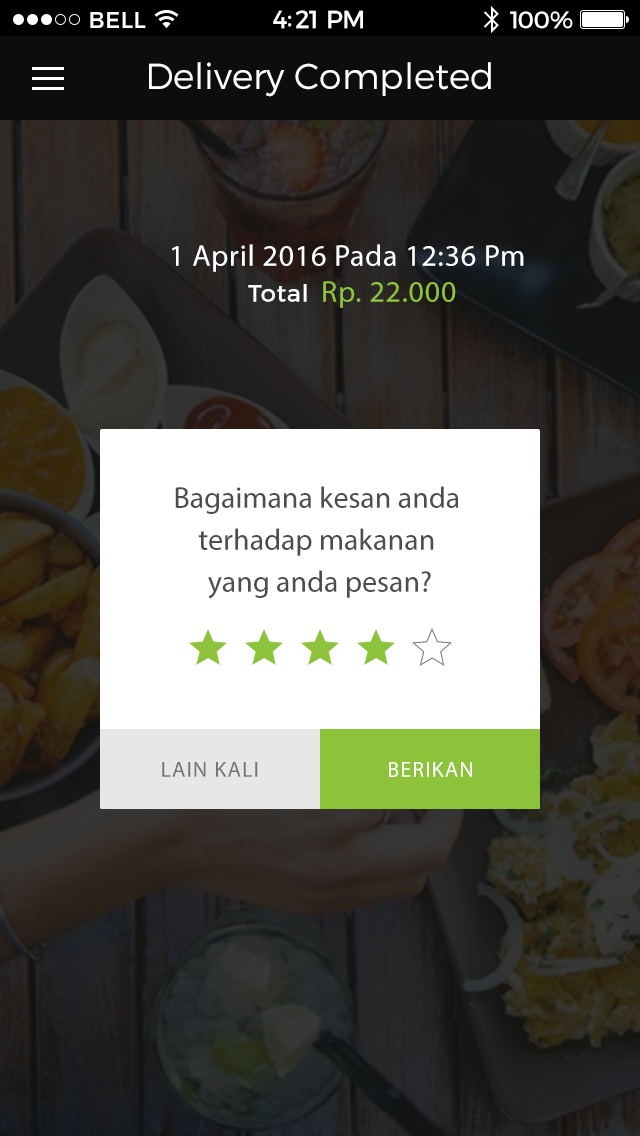 BELL 4:21 PM 100%
Delivery Completed
1 April 2016 Pada 12:36 Pm
Total Rp. 22.000
Bagaimana kesan anda
terhadap makanan
yang anda pesan?
LAIN KALI BERIKAN